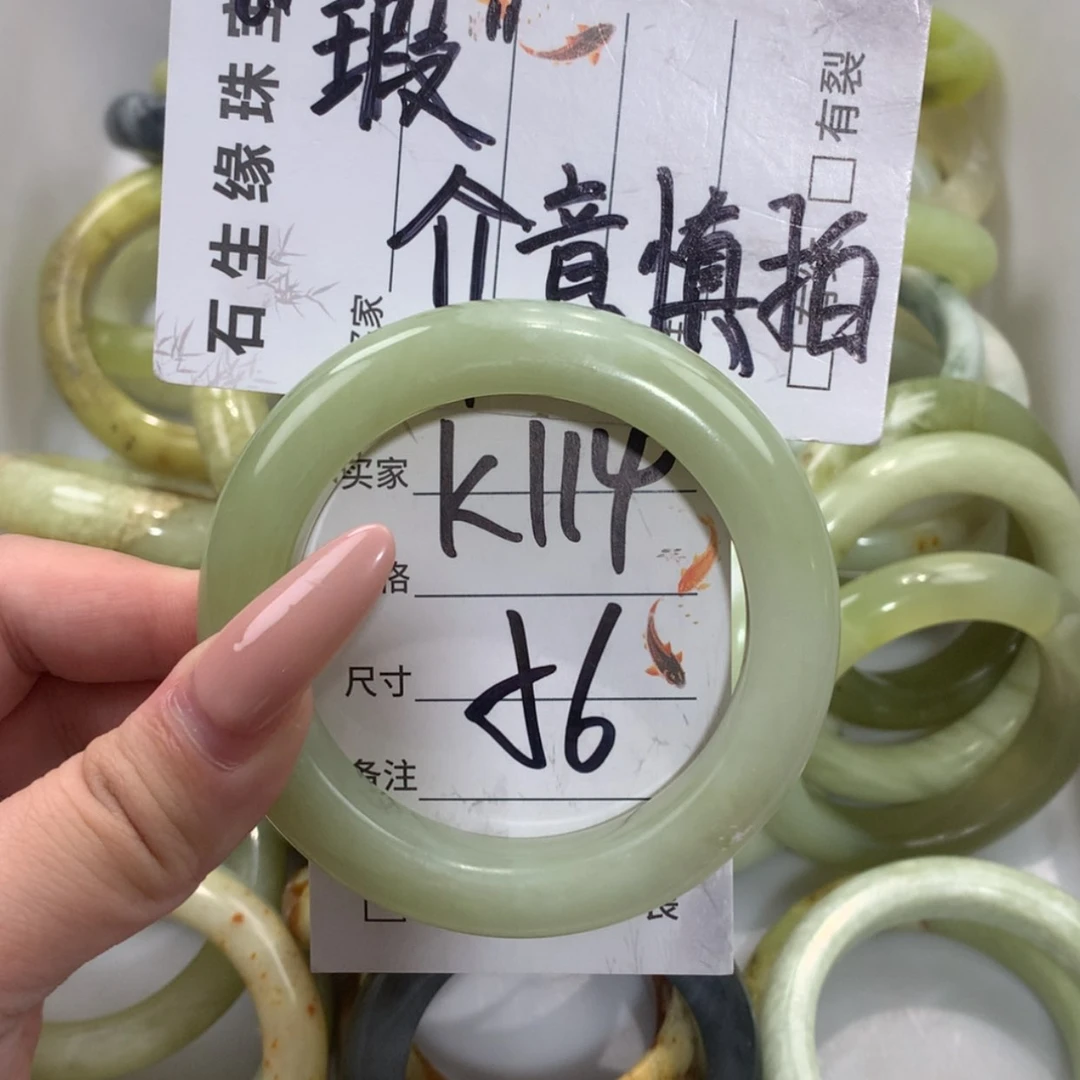 石生缘珠宝
瑕
介意慎拍
有裂
卖家 K114
格
尺寸 56
备注